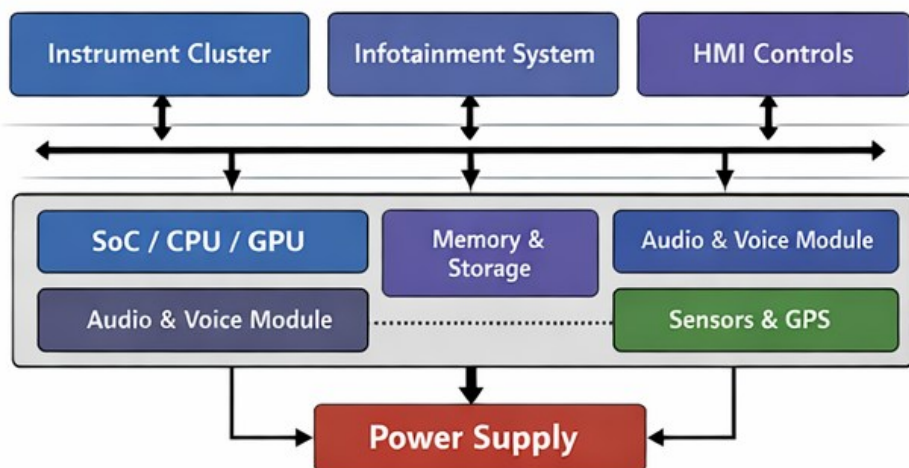 Instrument Cluster
Infotainment System
HMI Controls
SoC / CPU / GPU
Memory &
Storage
Audio & Voice Module
Audio & Voice Module
Sensors & GPS
Power Supply